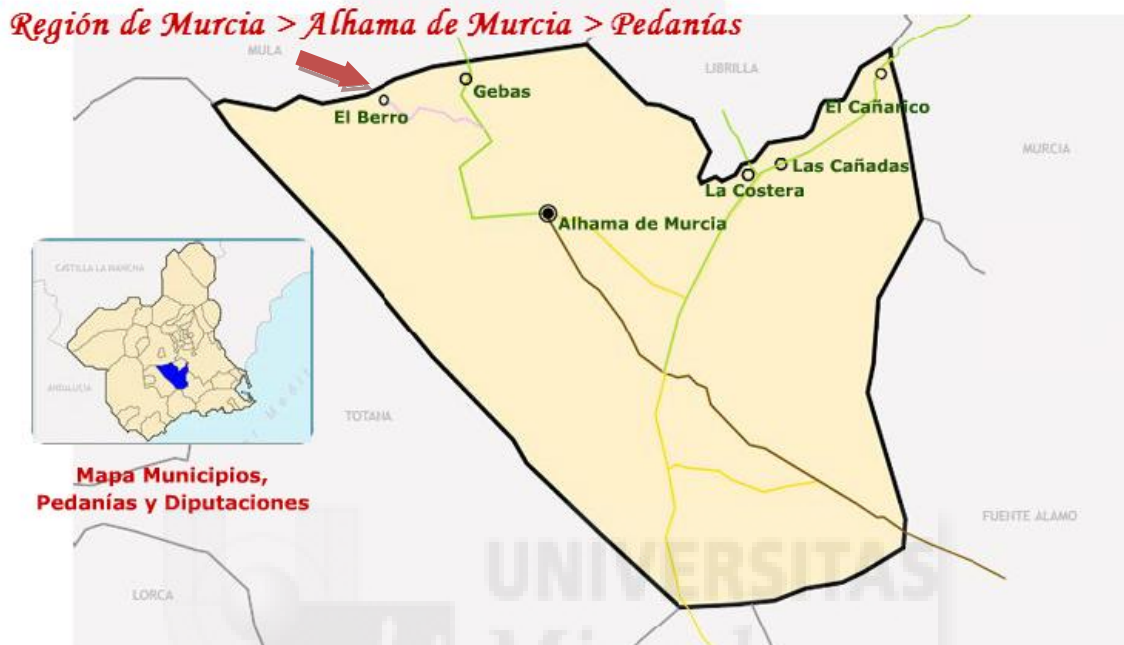 Región de Murcia > Alhama de Murcia > Pedanías
MULA
LIBRILLA
Gebas
El Berro
El Cañarico
MURCIA
Las Cañadas
La Costera
Alhama de Murcia
CASTILLA LA MANCHA
ANDALUCIA
TOTANA
Mapa Municipios,
Pedanías y Diputaciones
FUENTE ALAMO
UNIVERSITAS
LORCA